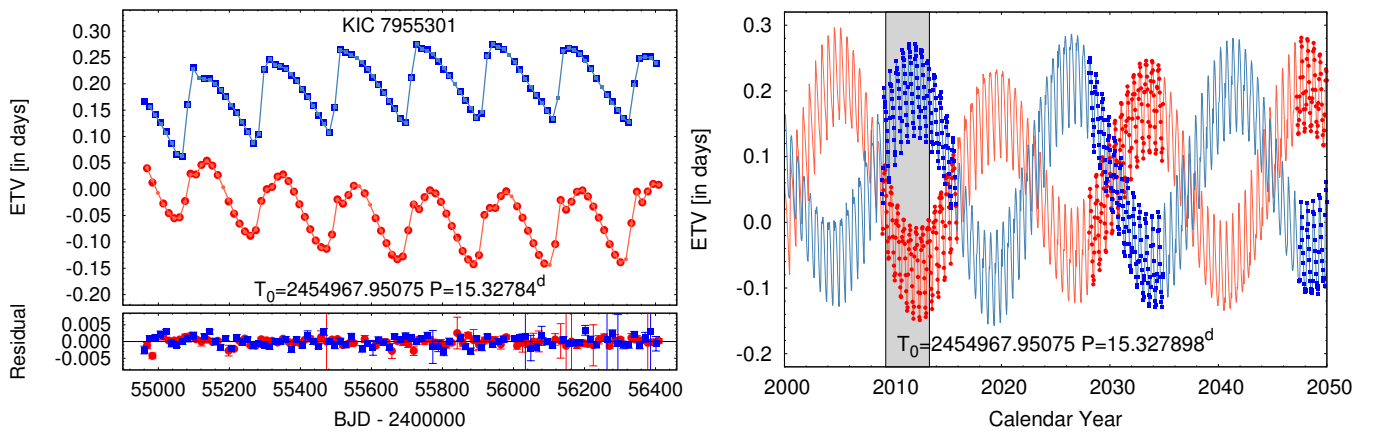 KIC 7955301
ETV [in days]
0.30
0.25
0.20
0.15
0.10
0.05
0.00
-0.05
-0.10
-0.15
-0.20
T0=2454967.95075 P=15.32784d
Residual
0.005
0.000
-0.005
55000 55200 55400 55600 55800 56000 56200 56400
BJD - 2400000
ETV [in days]
0.3
0.2
0.1
0.0
-0.1
-0.2
T0=2454967.95075 P=15.327898d
2000 2010 2020 2030 2040 2050
Calendar Year